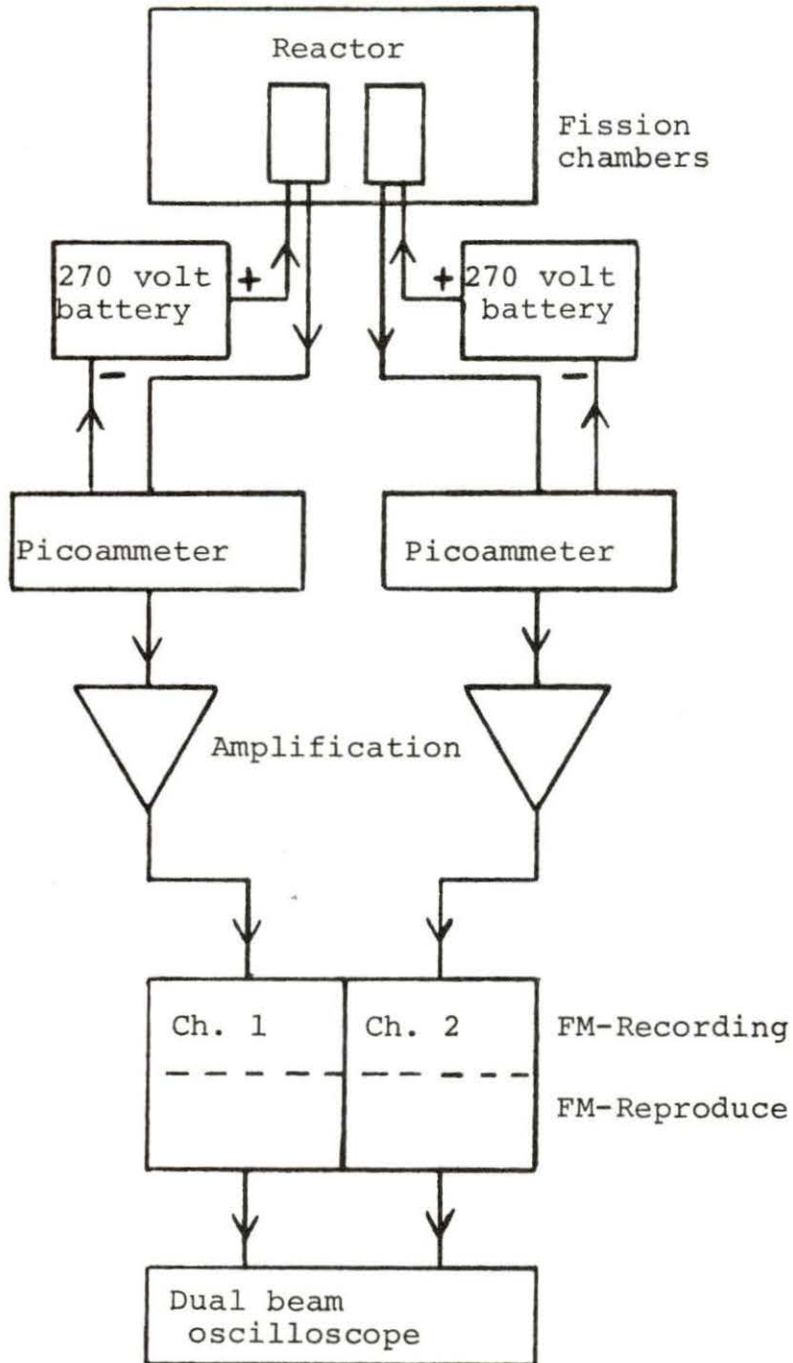 Reactor
Fission
chambers
270 volt
battery
+
+
270 volt
battery
-
-
Picoammeter
Picoammeter
Amplification
Ch. 1
Ch. 2
FM-Recording
FM-Reproduce
Dual beam
oscilloscope